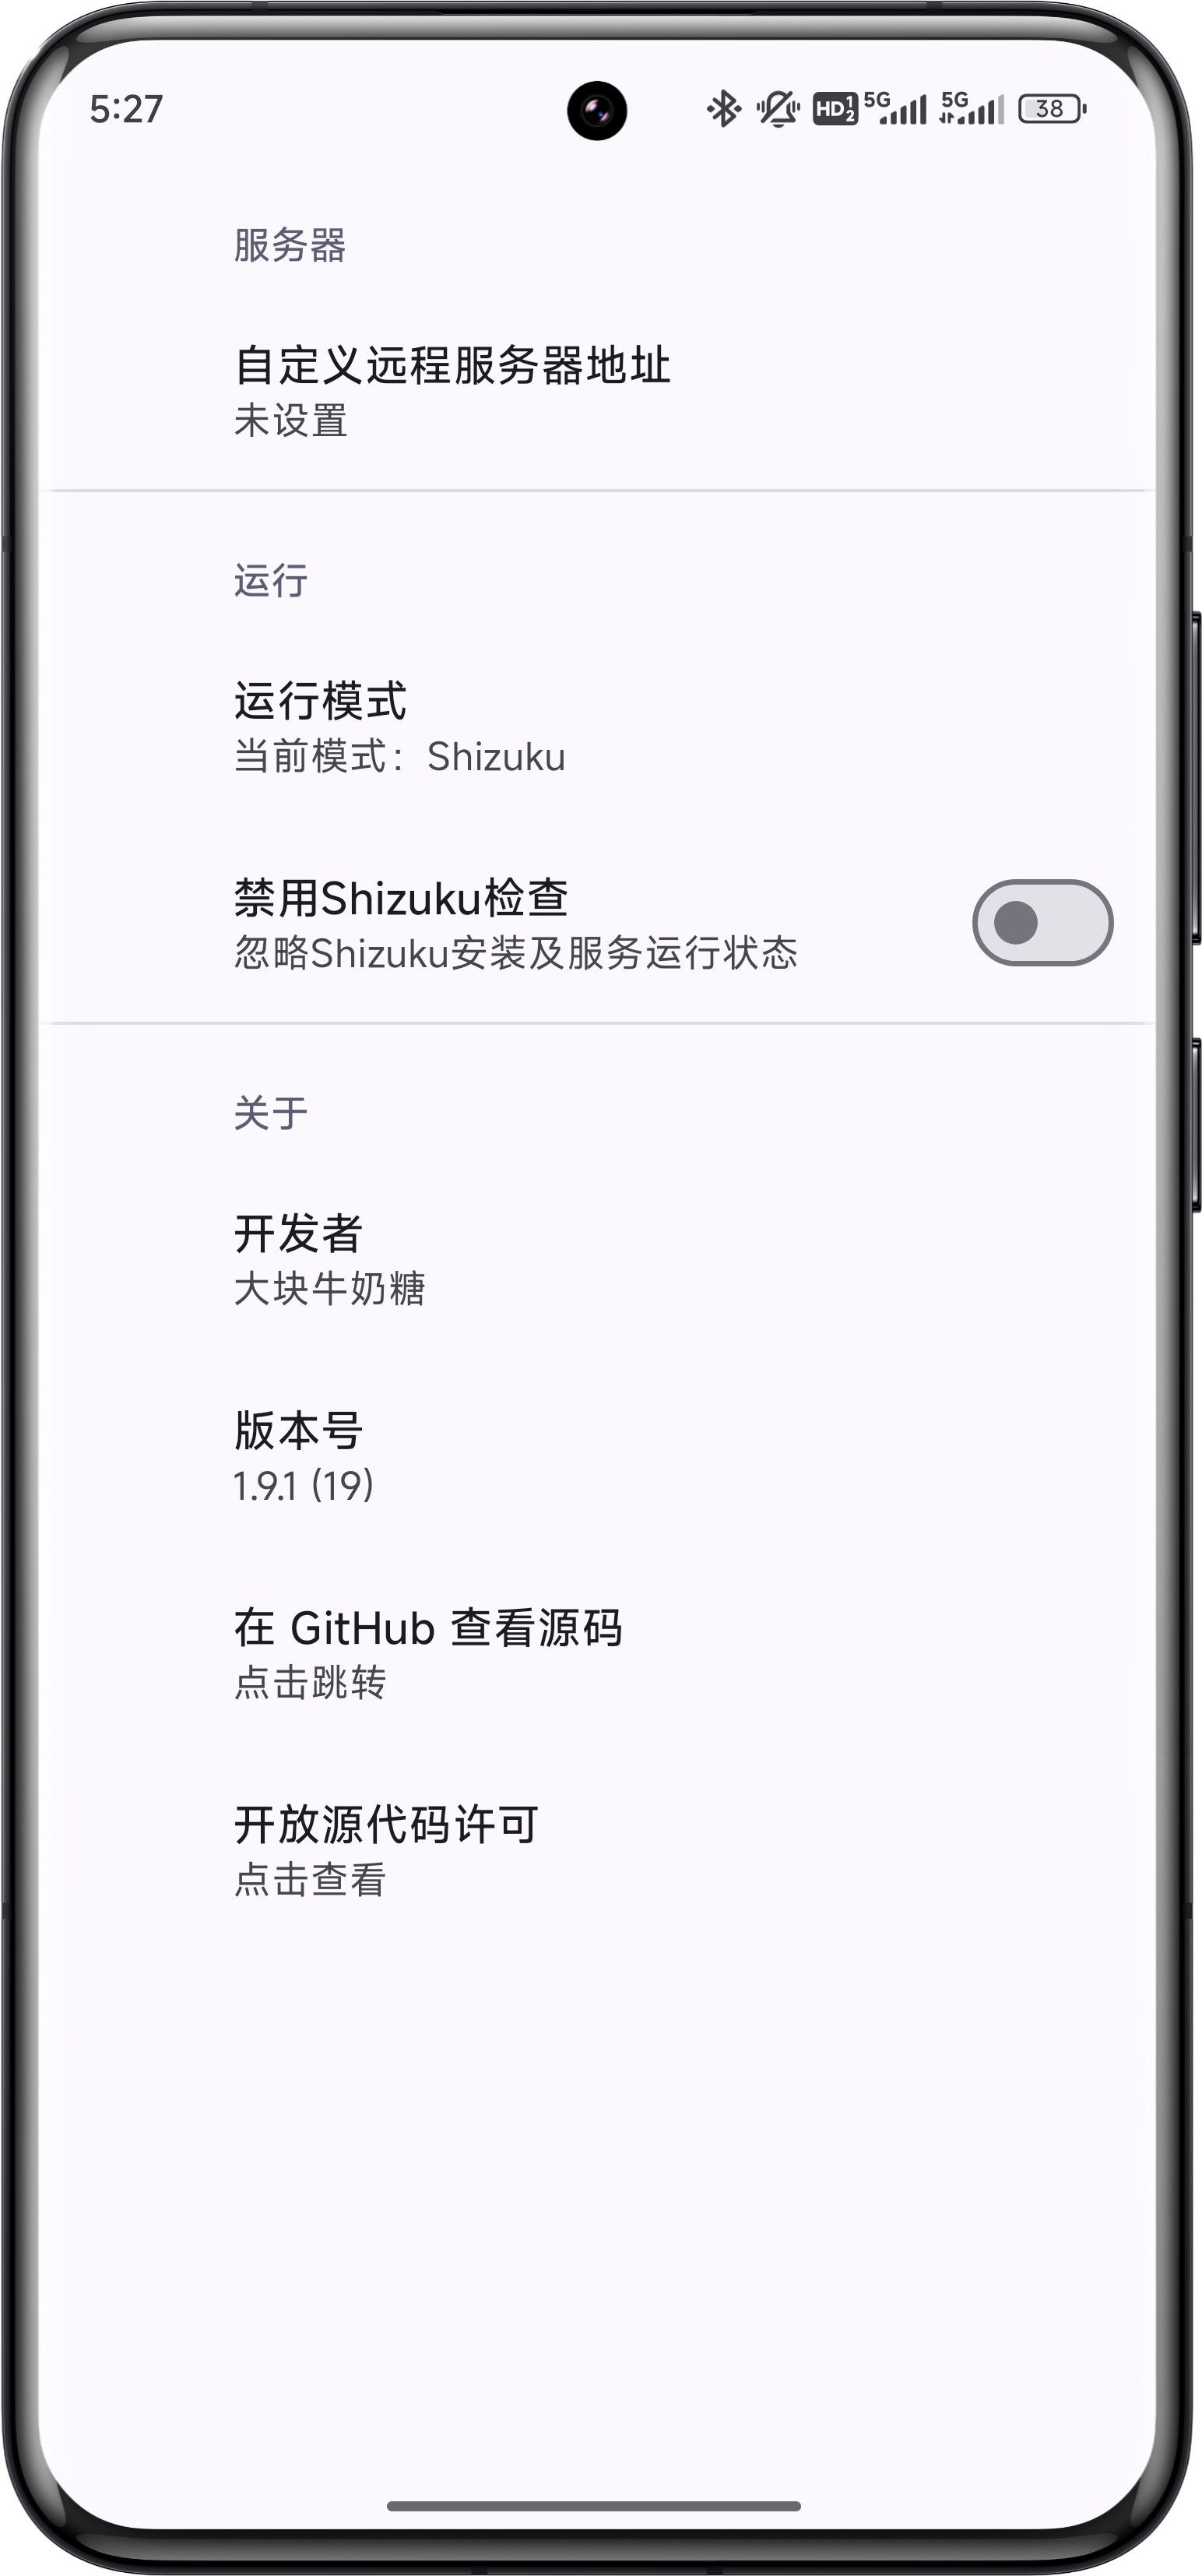 5:27
HD 1 2 5G 5G 38
服务器
自定义远程服务器地址
未设置
运行
运行模式
当前模式：Shizuku
禁用Shizuku检查
忽略Shizuku安装及服务运行状态
关于
开发者
大块牛奶糖
版本号
1.9.1 (19)
在 GitHub 查看源码
点击跳转
开放源代码许可
点击查看